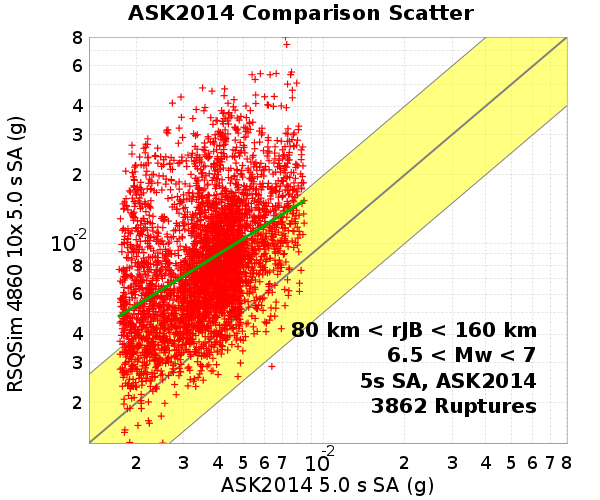 ASK2014 Comparison Scatter
RSQSim 4860 10x 5.0 s SA (g)
8
6
4
3
2
10-2
8
6
4
3
2
80 km < rJB < 160 km
6.5 < Mw < 7
5s SA, ASK2014
3862 Ruptures
2 3 4 5 6 7 10-2 2 3 4 5 6 7 8
ASK2014 5.0 s SA (g)